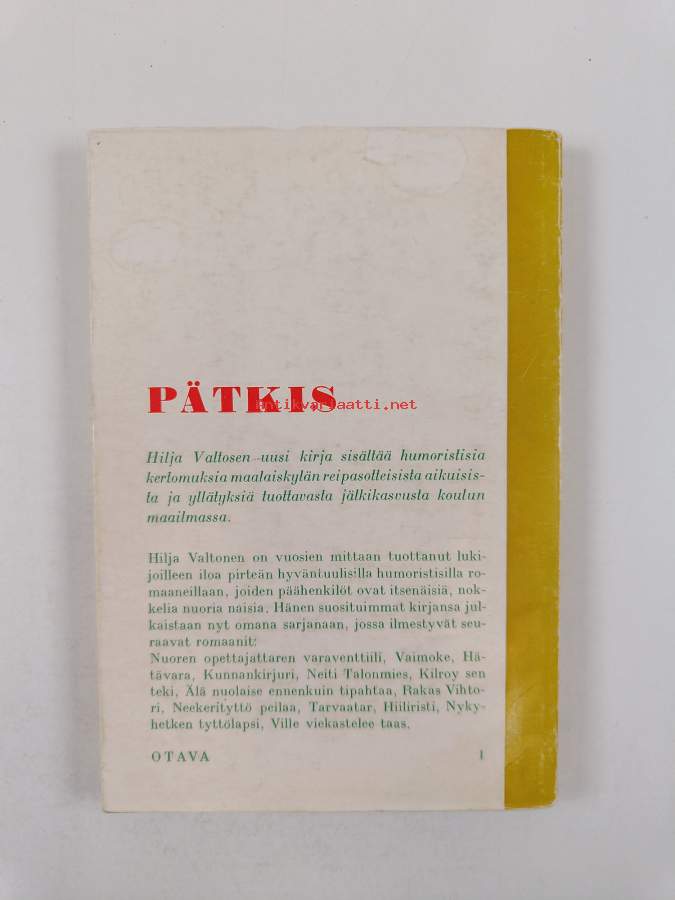 PÄTKIS
antikvariaatti.net
Hilja Valtosen uusi kirja sisältää humoristisia
kertomuksia maalaiskylän reipasotteisista aikuisis-
ta ja yllätyksiä tuottavasta jälkikasvusta koulun
maailmassa.
Hilja Valtonen on vuosien mittaan tuottanut luki-
joilleen iloa pirteän hyväntuulisilla humoristisilla ro-
maaneillaan, joiden päähenkilöt ovat itsenäisiä, nok-
kelia nuoria naisia. Hänen suosituimmat kirjansa jul-
kaistaan nyt omana sarjanaan, jossa ilmestyvät seu-
raavat romaanit:
Nuoren opettajattaren varaventtiili, Vaimoke, Hä-
tävara, Kunnankirjuri, Neiti Talonmies, Kilroy sen
teki, Älä nuolaise ennenkuin tipahtaa, Rakas Vihto-
ri, Neekerityttö peilaa, Tarvaatar, Hiiliristi, Nyky-
hetken tyttölapsi, Ville viekastelee taas.
OTAVA 1